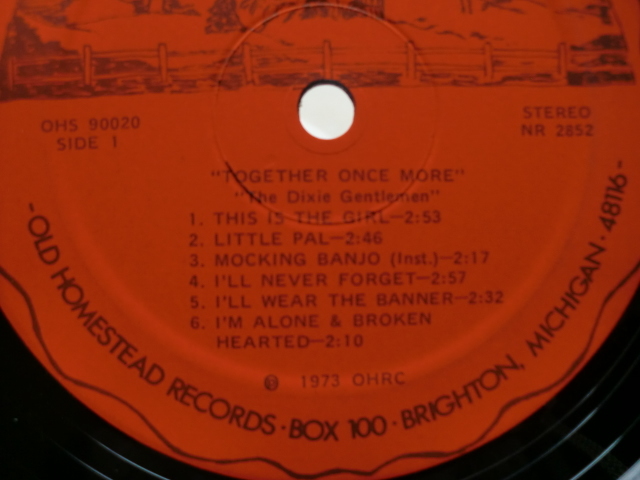 OHS 90020
SIDE 1
STEREO
NR 2852
"TOGETHER ONCE MORE"
"The Dixie Gentlemen"
1. THIS IS THE GIRL—2:53
2. LITTLE PAL—2:46
3. MOCKING BANJO (Inst.)—2:17
4. I'LL NEVER FORGET—2:57
5. I'LL WEAR THE BANNER—2:32
6. I'M ALONE & BROKEN
HEARTED—2:10
℗ 1973 OHRC
- OLD HOMESTEAD RECORDS · BOX 100 · BRIGHTON, MICHIGAN · 48116 -